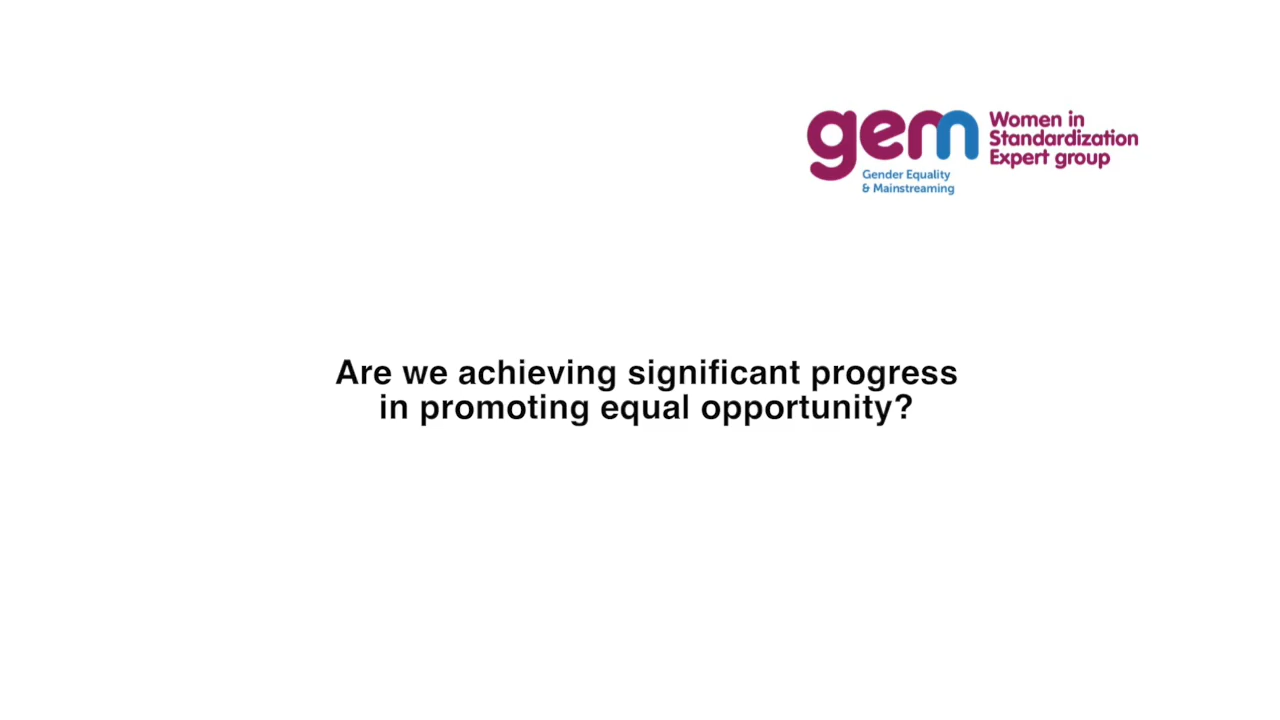 gem
Women in
Standardization
Expert group
Gender Equality
& Mainstreaming
Are we achieving significant progress
in promoting equal opportunity?